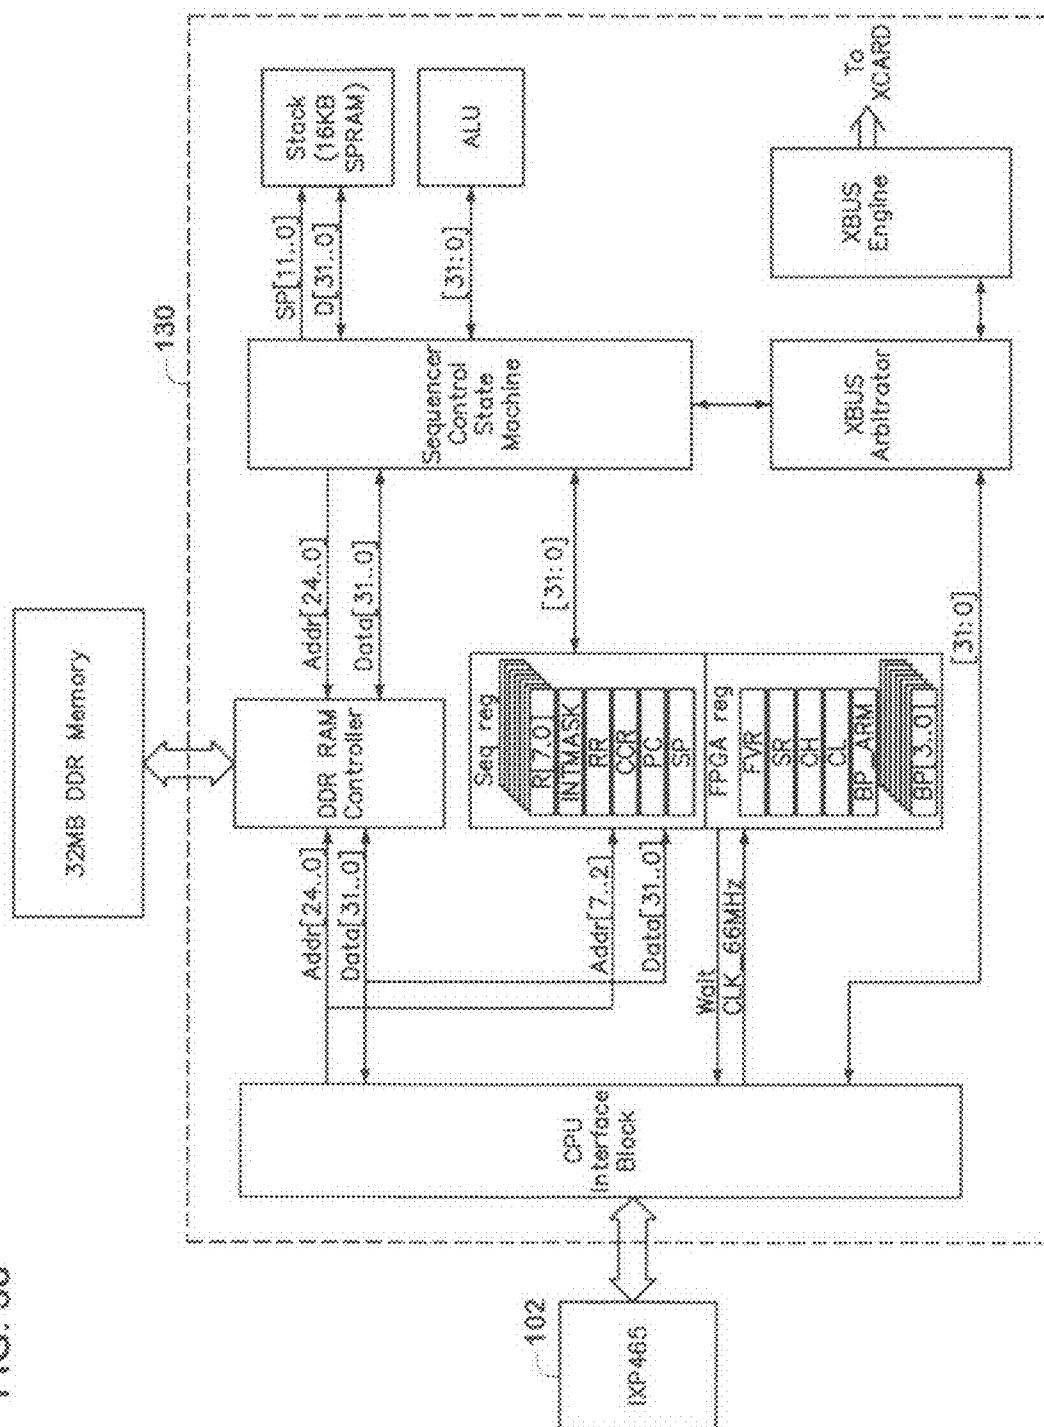 32MB DDR Memory
130
102
IXP465
CPU
Interface
Block
Addr[24..0]
Data[31..0]
DDR RAM
Controller
Addr[24..0]
Data[31..0]
Addr[7..2]
Data[31..0]
Wait
CLK_66MHz
Seq reg
R[7.0]
INTMASK
RR
CCR
PC
SP
FPGA reg
FVR
SR
CH
CL
BP_ARM
BP[3.0]
[31:0]
[31:0]
Sequencer
Control
State
Machine
SP[11..0]
D[31..0]
[31:0]
Stack
(16KB
SPRAM)
ALU
XBUS
Arbitrator
XBUS
Engine
To
XCARD